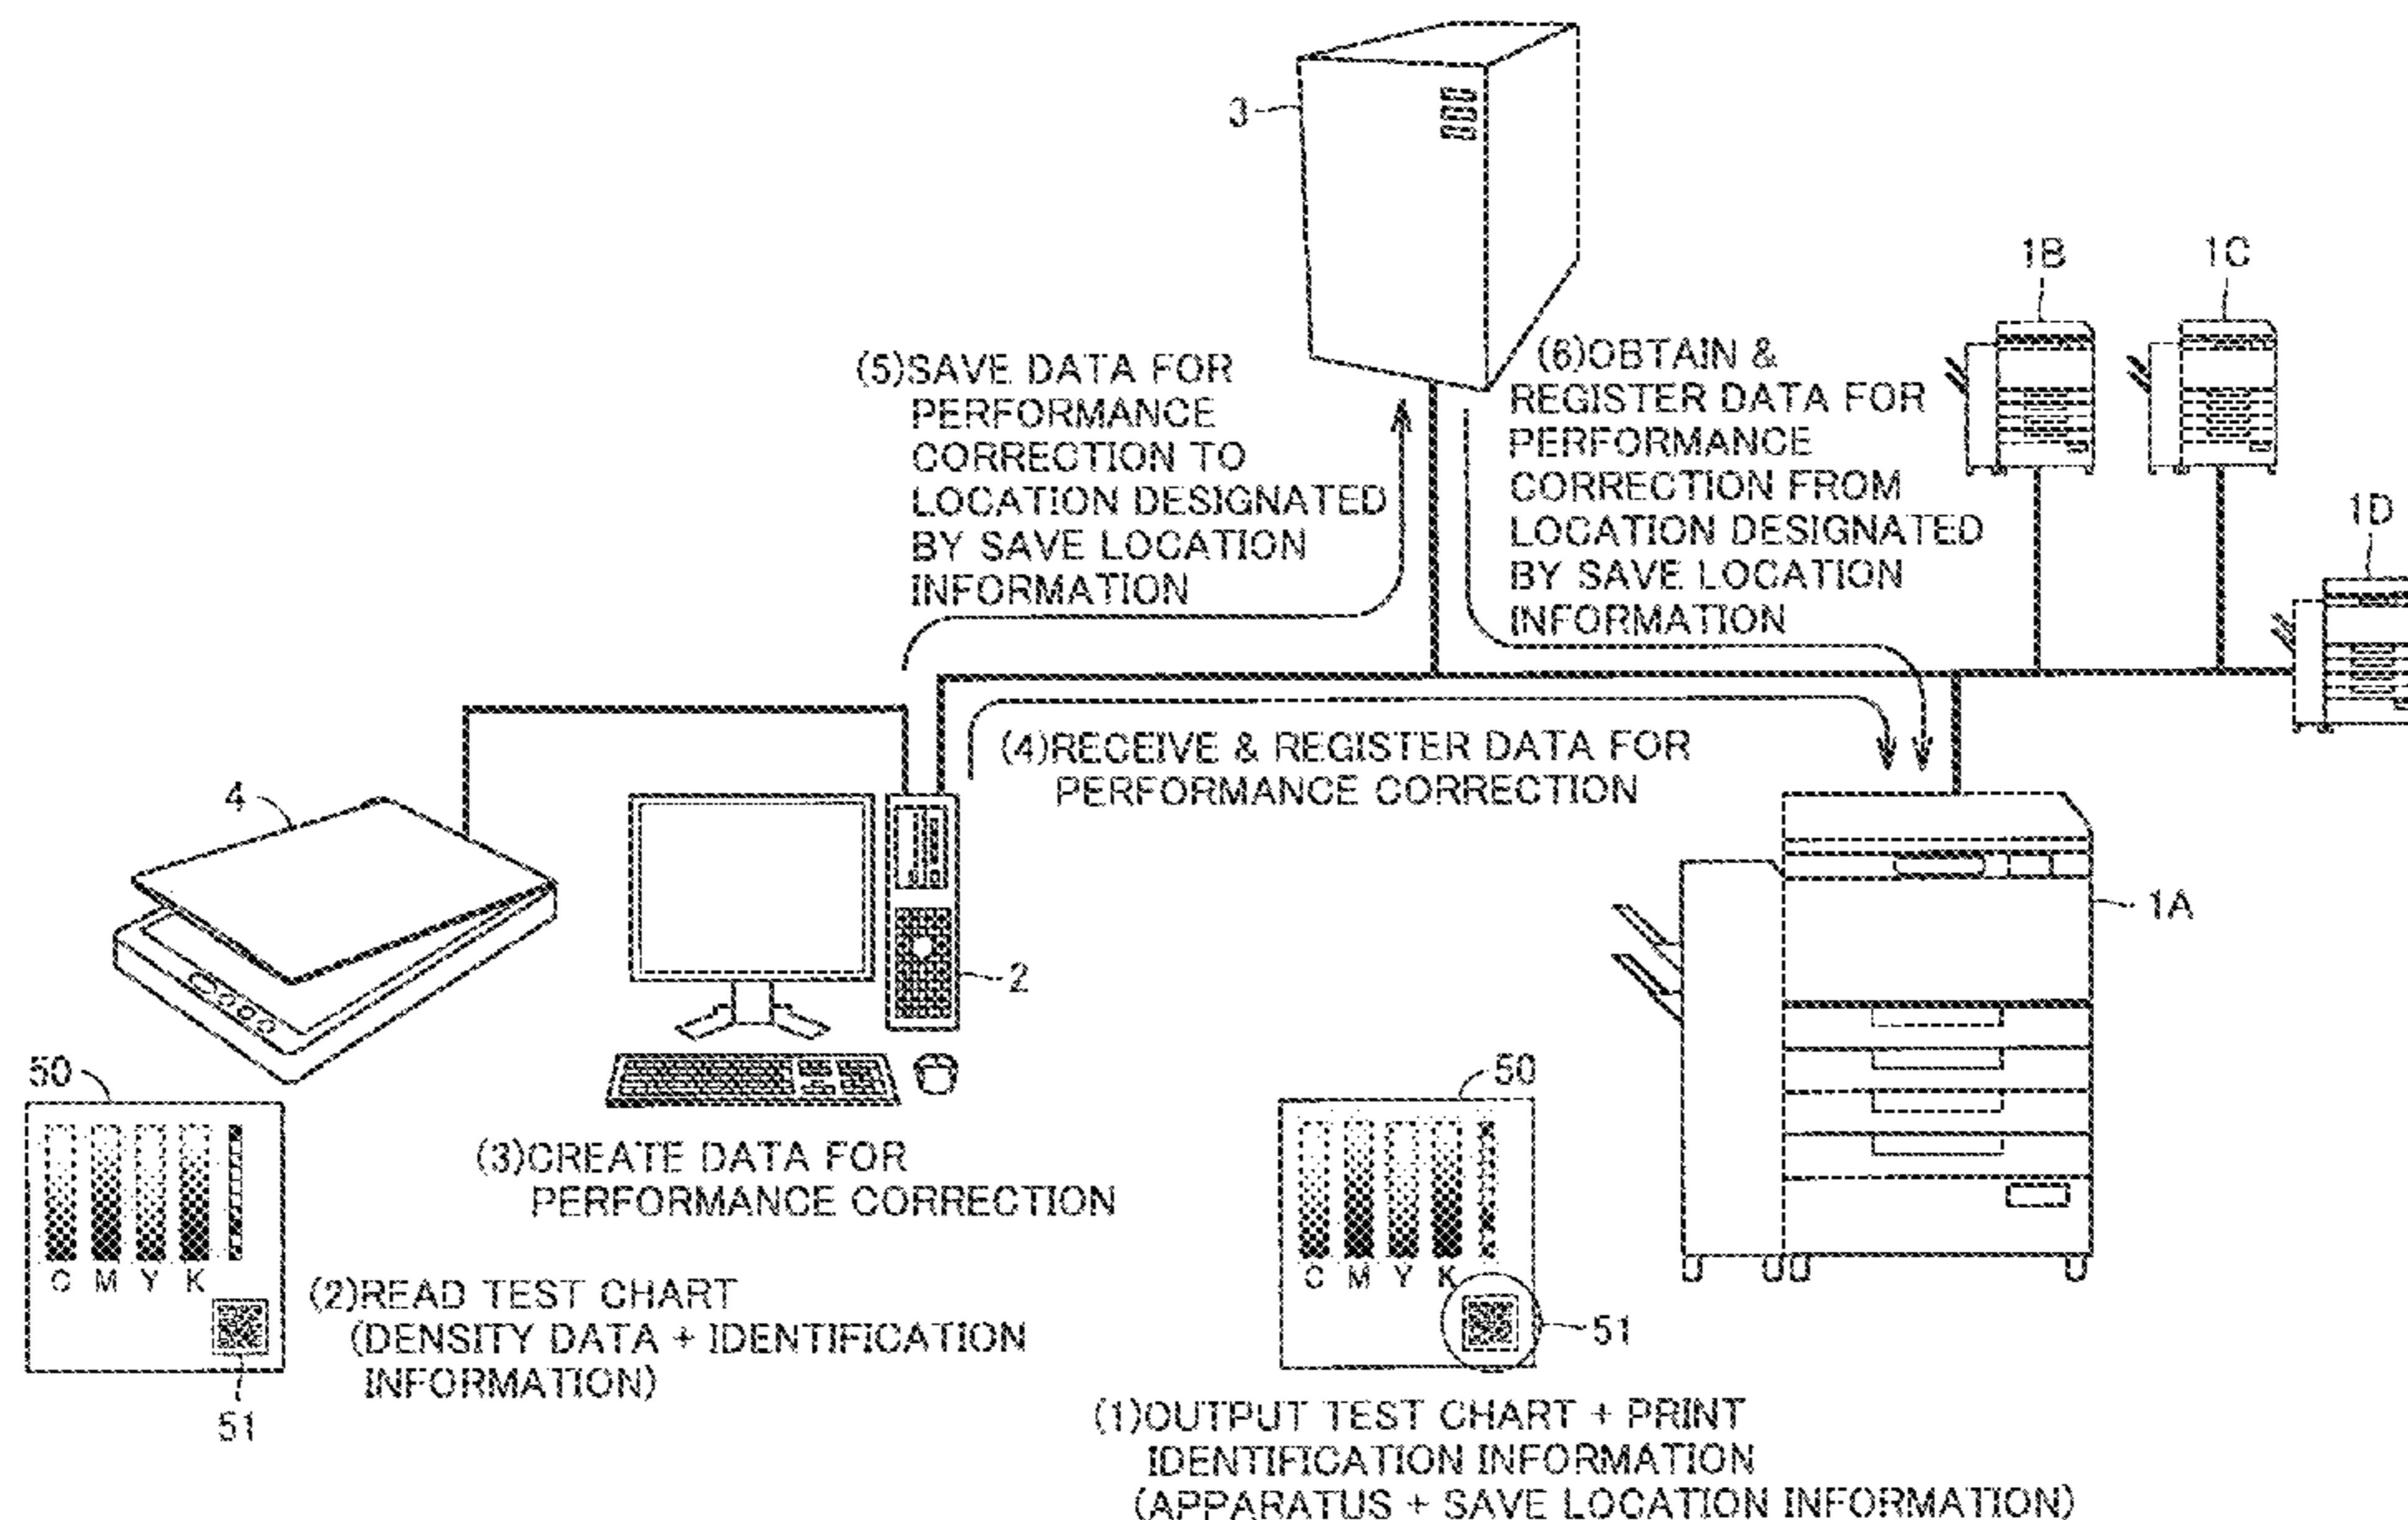 3
1B
1C
(5)SAVE DATA FOR
PERFORMANCE
CORRECTION TO
LOCATION DESIGNATED
BY SAVE LOCATION
INFORMATION
(6)OBTAIN &
REGISTER DATA FOR
PERFORMANCE
CORRECTION FROM
LOCATION DESIGNATED
BY SAVE LOCATION
INFORMATION
1D
(4)RECEIVE & REGISTER DATA FOR
PERFORMANCE CORRECTION
4
1A
2
50
C M Y K
51
(3)CREATE DATA FOR
PERFORMANCE CORRECTION
(2)READ TEST CHART
(DENSITY DATA + IDENTIFICATION
INFORMATION)
50
C M Y K
51
(1)OUTPUT TEST CHART + PRINT
IDENTIFICATION INFORMATION
(APPARATUS + SAVE LOCATION INFORMATION)